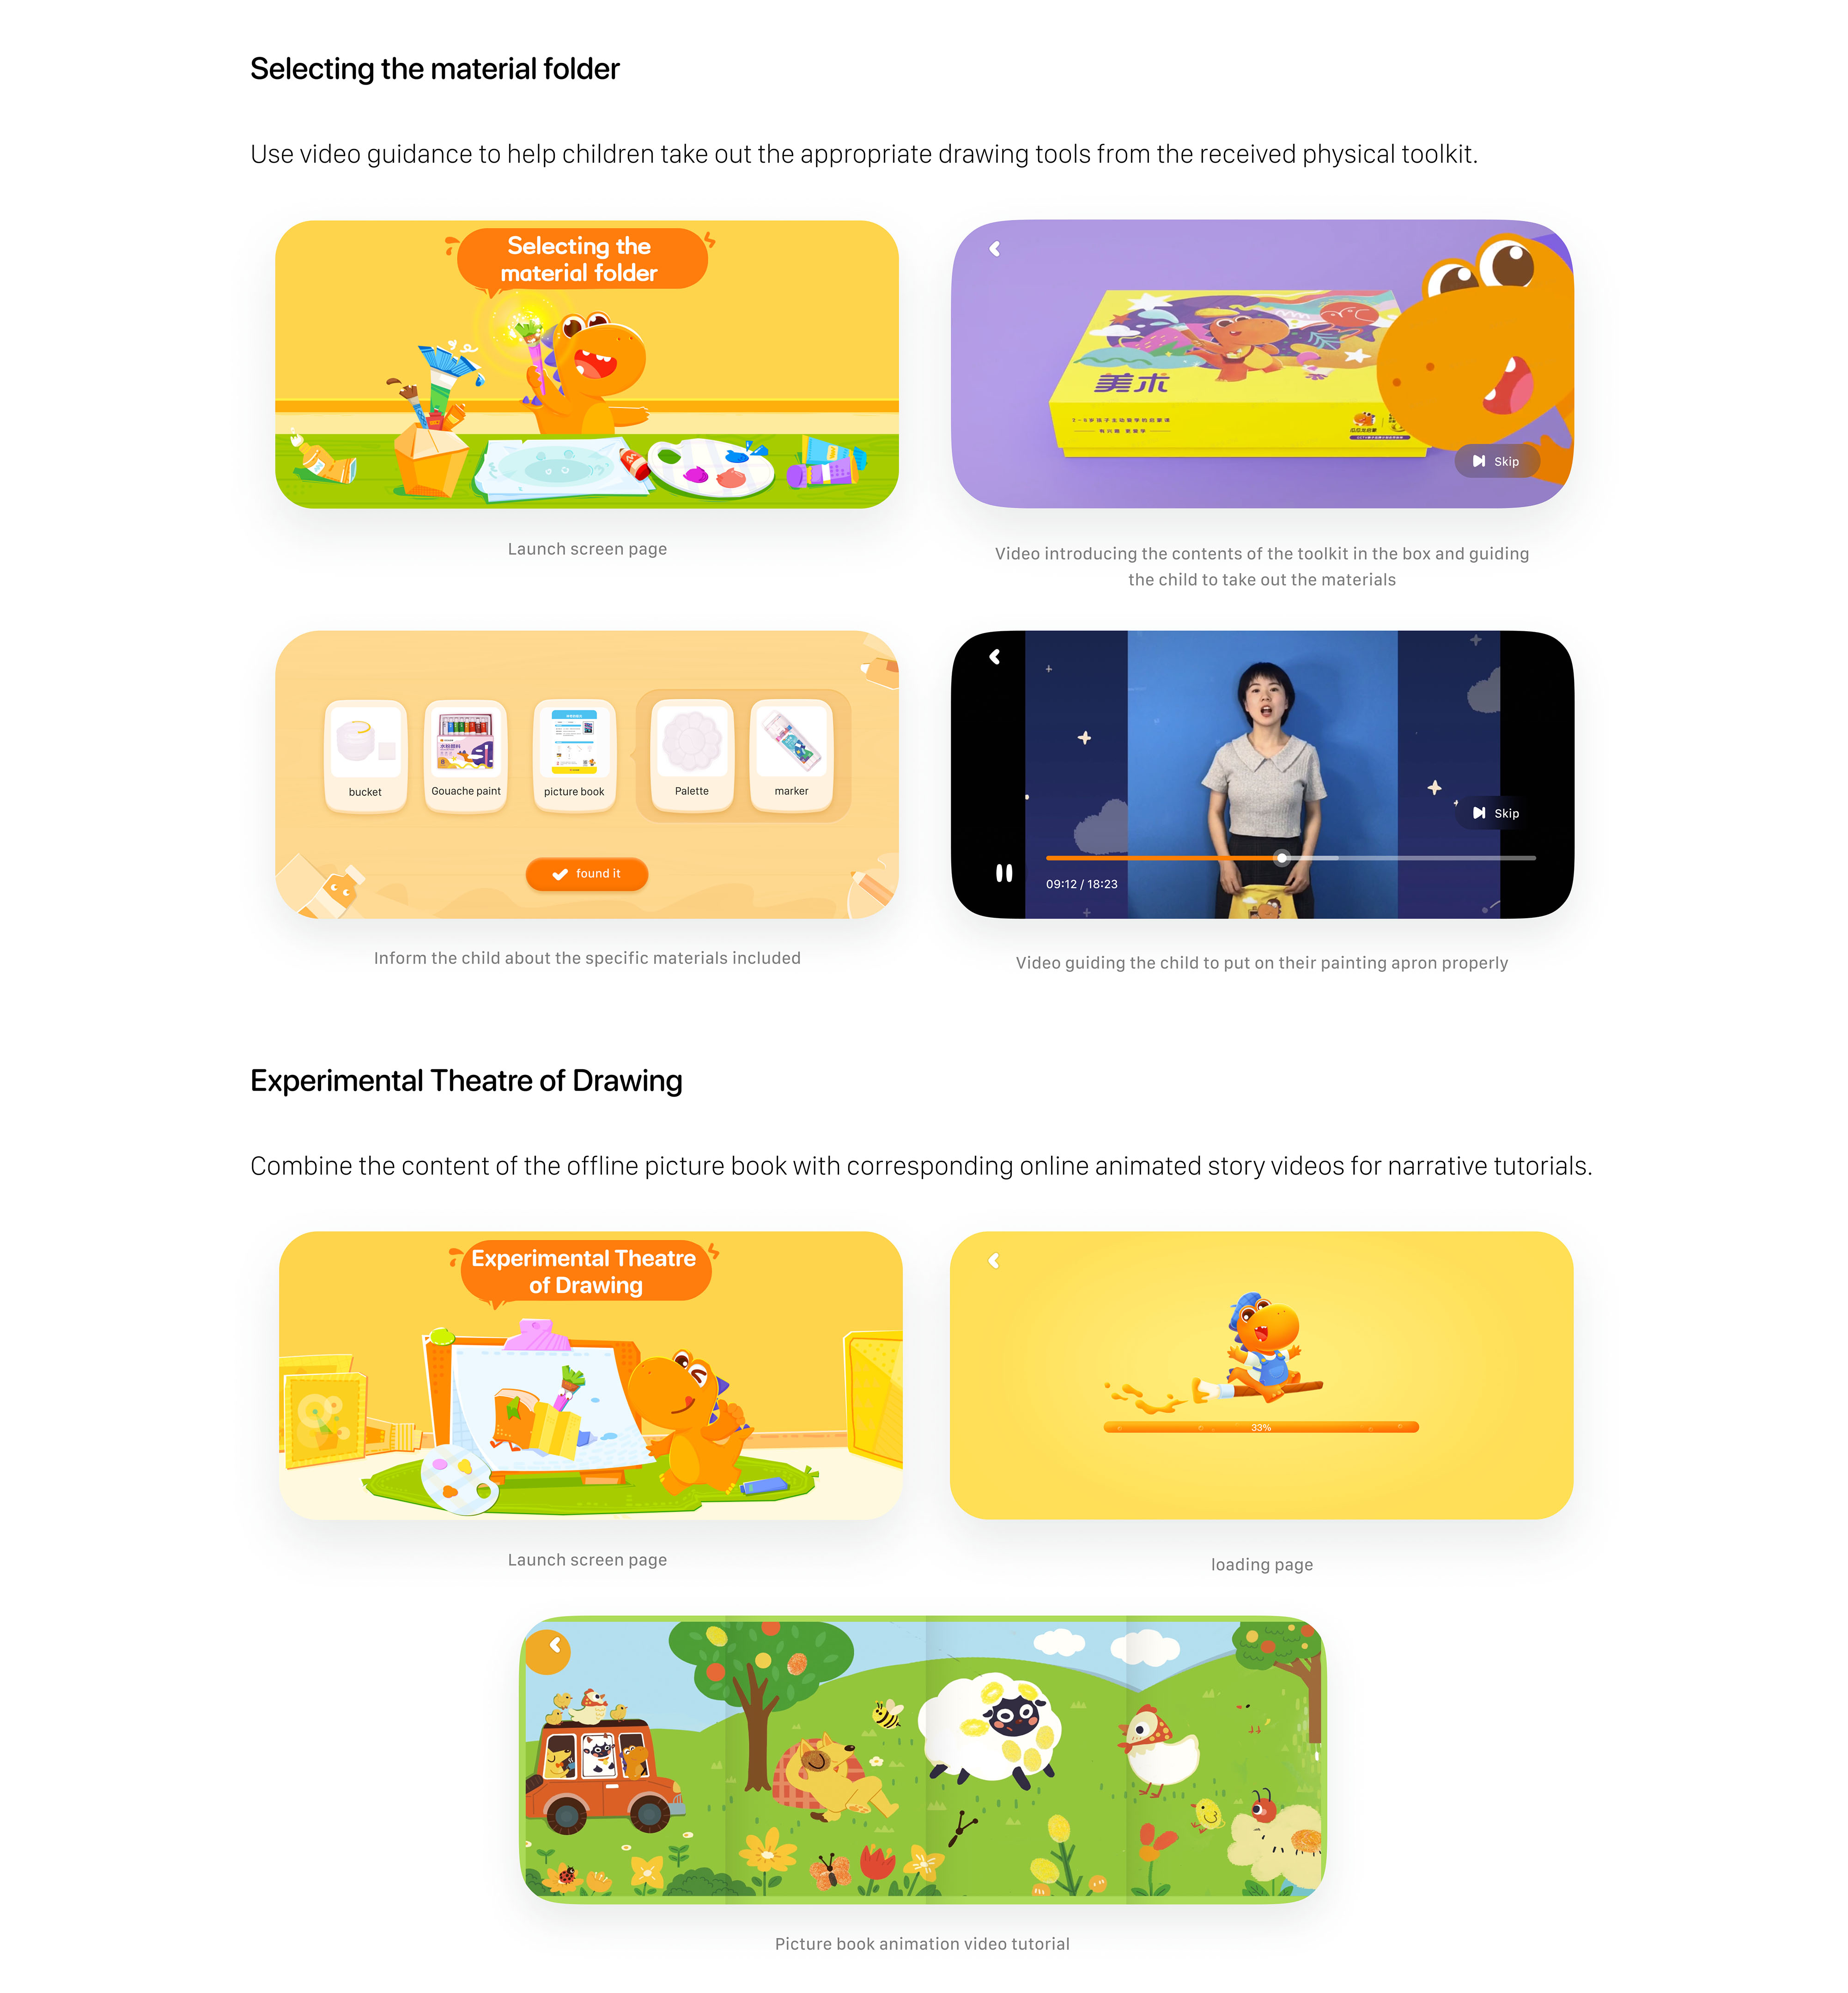 Selecting the material folder
Use video guidance to help children take out the appropriate drawing tools from the received physical toolkit.
Selecting the
material folder
美术
有兴趣 更爱学
Skip
Launch screen page
Video introducing the contents of the toolkit in the box and guiding
the child to take out the materials
bucket
Gouache paint
picture book
Palette
marker
found it
Skip
09:12 / 18:23
Inform the child about the specific materials included
Video guiding the child to put on their painting apron properly
Experimental Theatre of Drawing
Combine the content of the offline picture book with corresponding online animated story videos for narrative tutorials.
Experimental Theatre
of Drawing
33%
Launch screen page
loading page
Picture book animation video tutorial